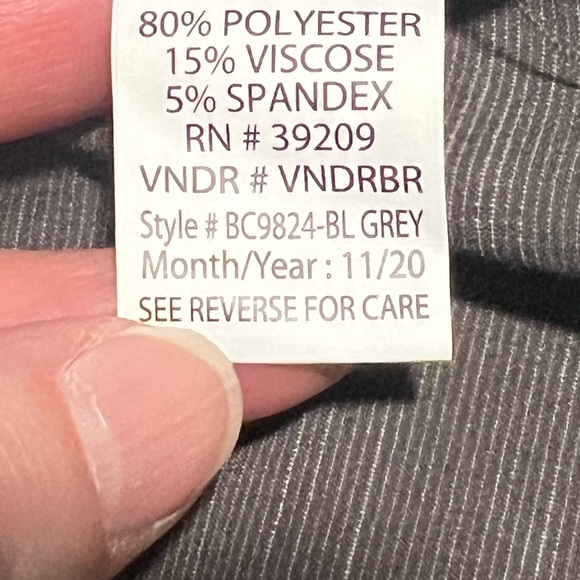 80% POLYESTER
15% VISCOSE
5% SPANDEX
RN # 39209
VNDR # VNDRBR
Style # BC9824-BL GREY
Month/Year : 11/20
SEE REVERSE FOR CARE